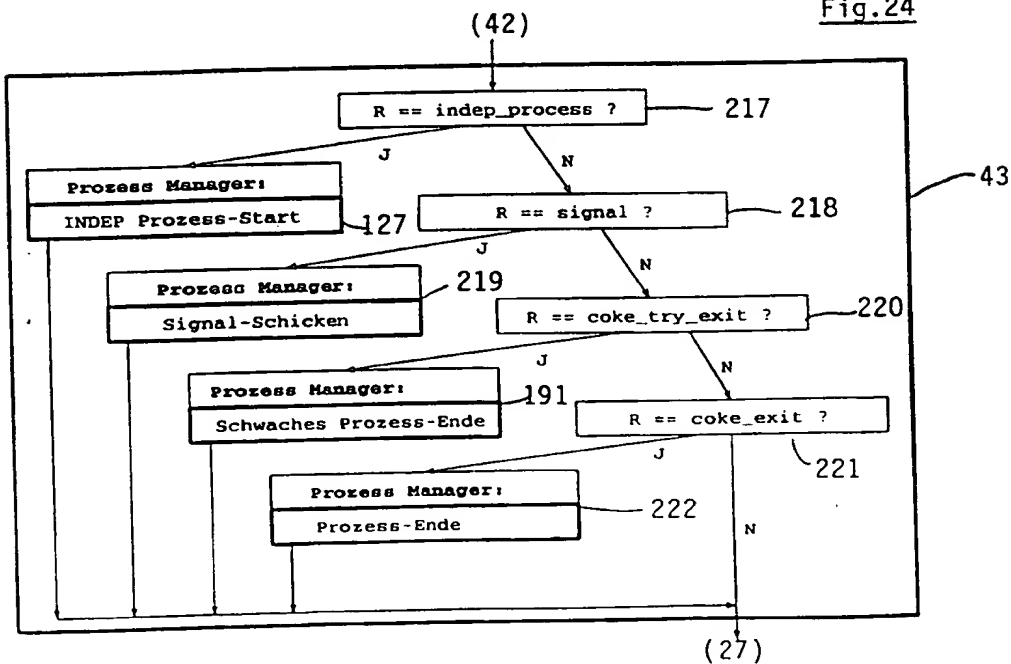 Fig.24
(42)
R == indep_process ?
217
J
N
43
Prozess Manager:
INDEP Prozess-Start
127
R == signal ?
218
J
N
Prozess Manager:
219
Signal-Schicken
R == coke_try_exit ?
220
J
N
Prozess Manager:
191
Schwaches Prozess-Ende
R == coke_exit ?
221
J
N
Prozess Manager:
222
Prozess-Ende
(27)